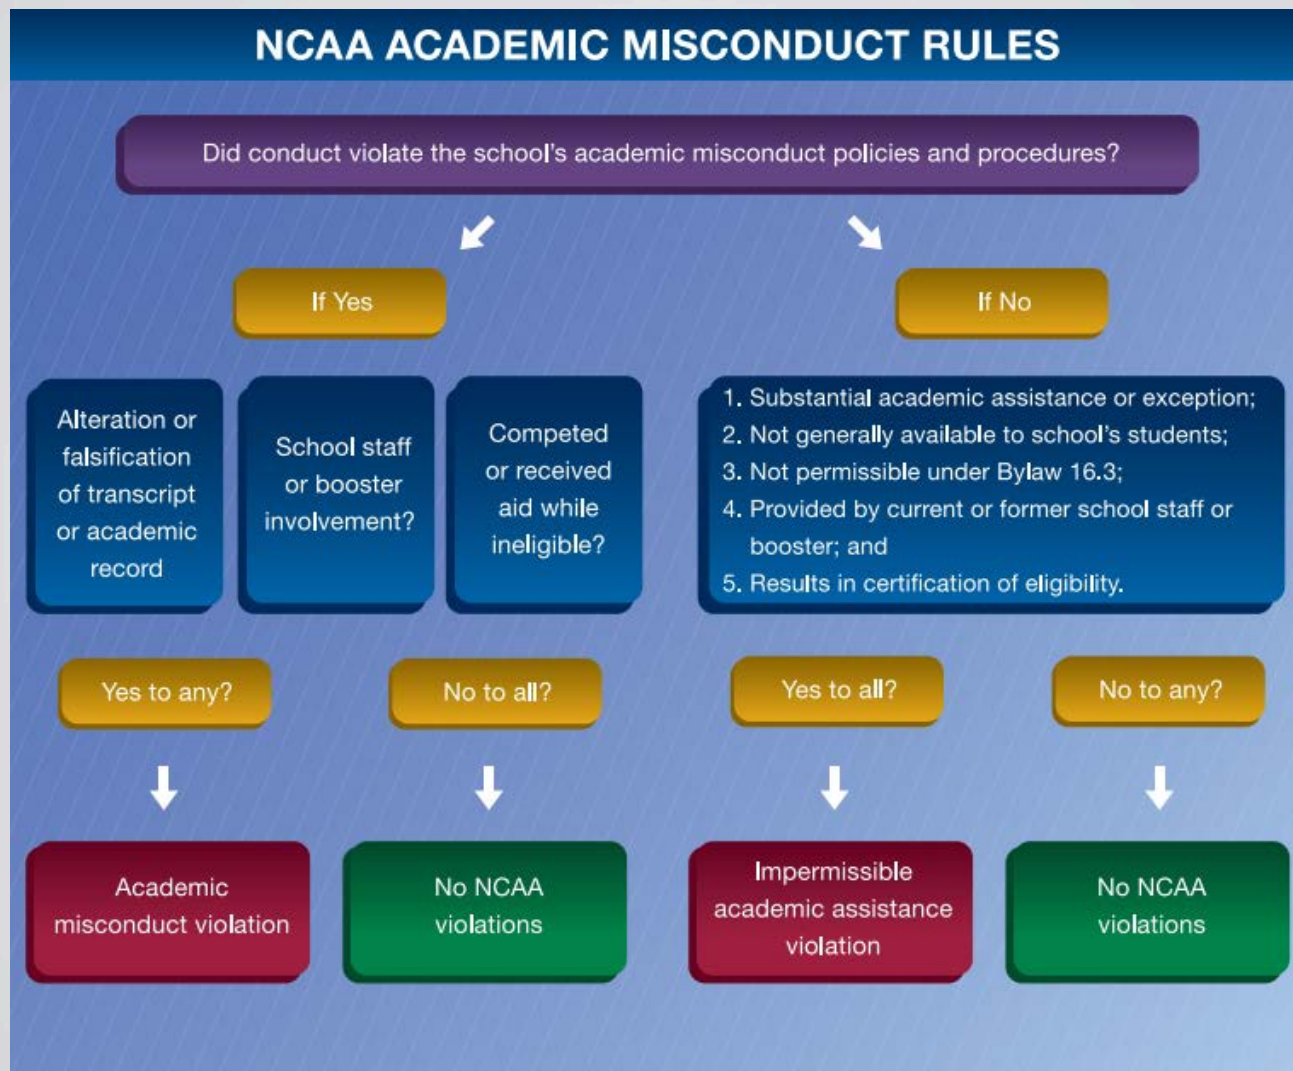 NCAA ACADEMIC MISCONDUCT RULES
Did conduct violate the school's academic misconduct policies and procedures?
If Yes
If No
Alteration or
falsification
of transcript
or academic
record
School staff
or booster
involvement?
Competed
or received
aid while
ineligible?
1. Substantial academic assistance or exception;
2. Not generally available to school's students;
3. Not permissible under Bylaw 16.3;
4. Provided by current or former school staff or
booster; and
5. Results in certification of eligibility.
Yes to any?
No to all?
Yes to all?
No to any?
Academic
misconduct violation
No NCAA
violations
Impermissible
academic assistance
violation
No NCAA
violations